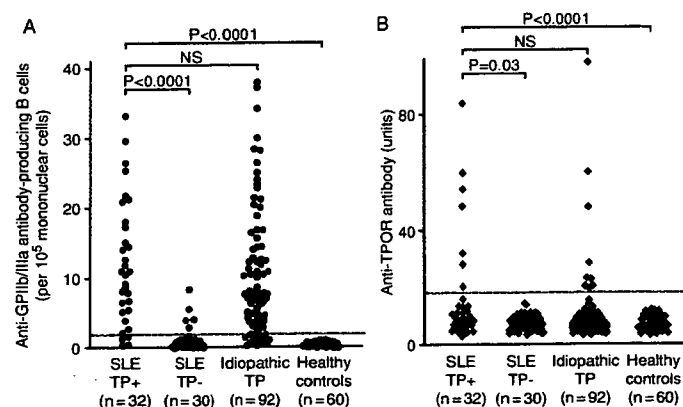 A
P<0.0001
NS
P<0.0001
Anti-GPIIb/IIIa antibody-producing B cells
(per 10⁵ mononuclear cells)
40
30
20
10
0
SLE TP+ (n=32)
SLE TP- (n=30)
Idiopathic TP (n=92)
Healthy controls (n=60)
B
P<0.0001
NS
P=0.03
Anti-TPOR antibody (units)
80
40
0
SLE TP+ (n=32)
SLE TP- (n=30)
Idiopathic TP (n=92)
Healthy controls (n=60)